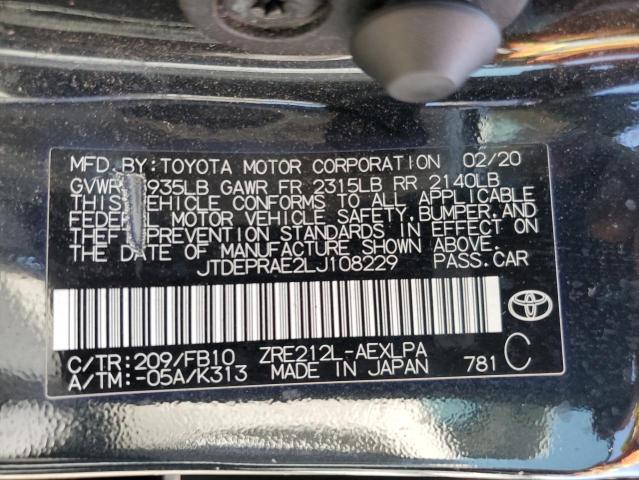 MFD. BY: TOYOTA MOTOR CORPORATION 02/20
935LB GAWR FR 2315LB RR 2140LB
THIS VEHICLE CONFORMS TO ALL APPLICABLE
MOTOR VEHICLE SAFETY, BUMPER, AND
THEFT PREVENTION STANDARDS IN EFFECT ON
THE DATE OF MANUFACTURE SHOWN ABOVE.
JTDEPRAE2LJ108229 PASS.CAR
C/TR: 209/FB10 ZRE212L-AEXLPA
A/TM: -05A/K313 MADE IN JAPAN 781 C